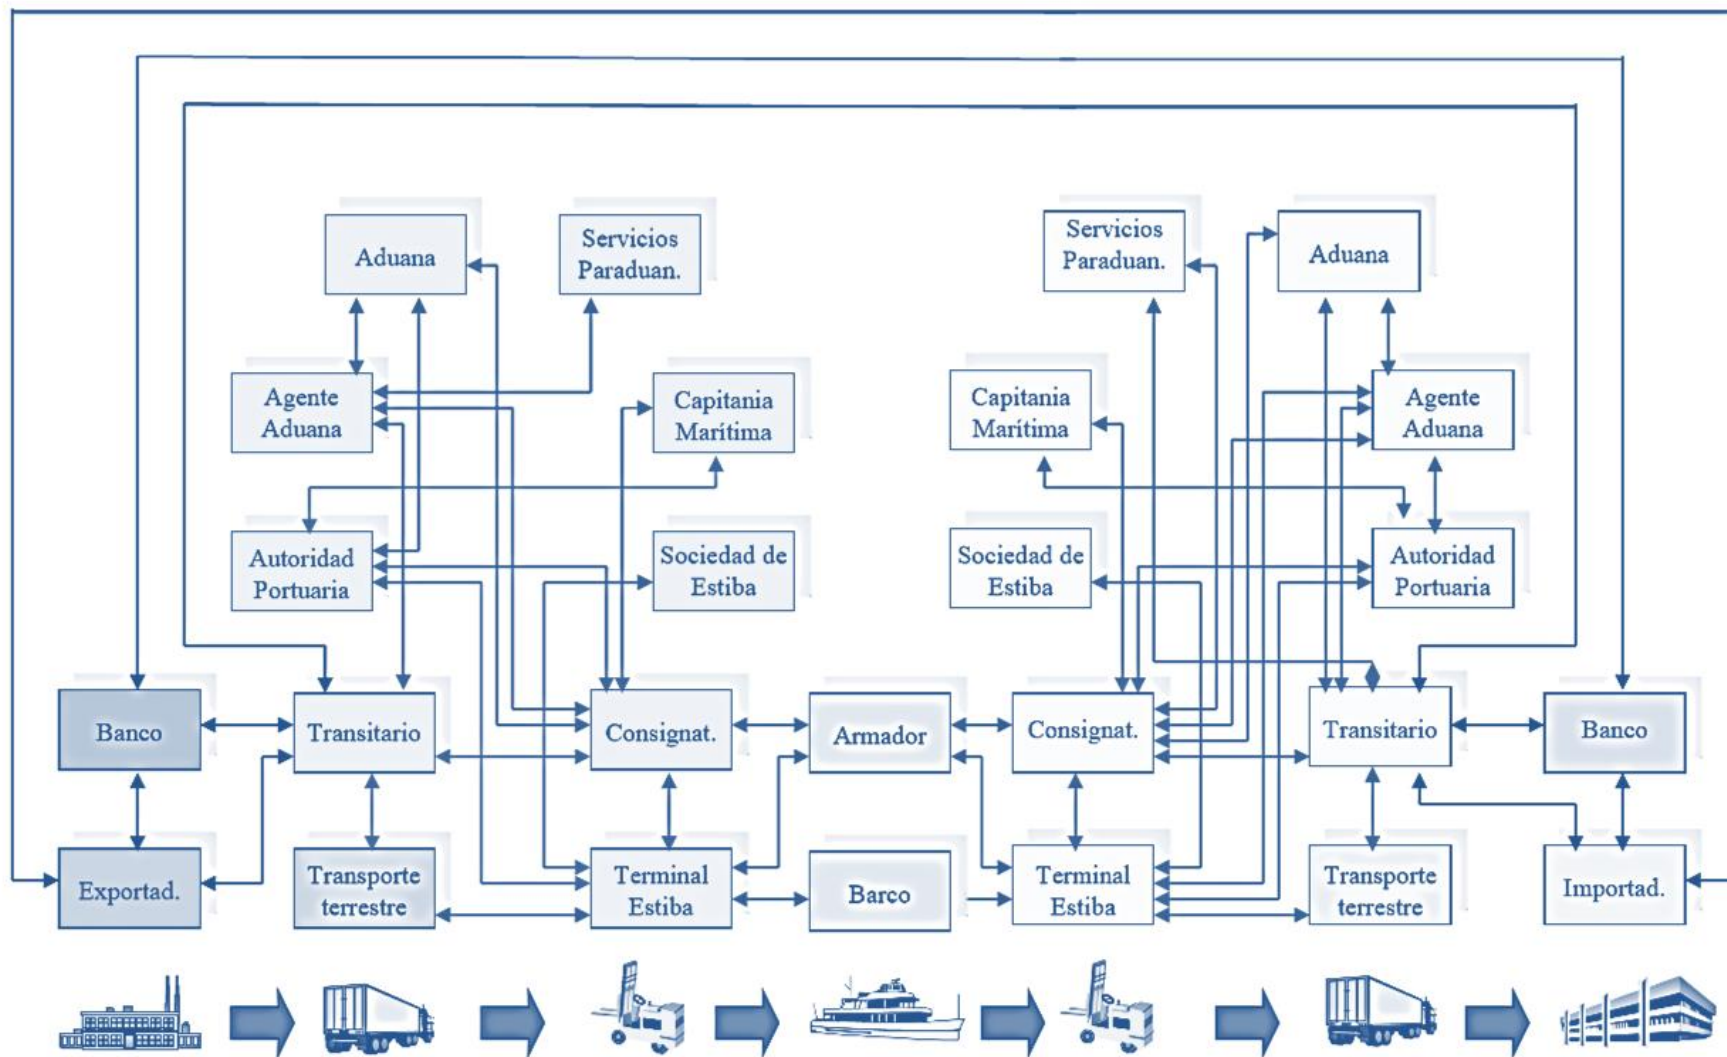 Aduana
Servicios
Paraduan.
Servicios
Paraduan.
Aduana
Agente
Aduana
Capitania
Marítima
Capitania
Marítima
Agente
Aduana
Autoridad
Portuaria
Sociedad de
Estiba
Sociedad de
Estiba
Autoridad
Portuaria
Banco
Transitario
Consignat.
Armador
Consignat.
Transitario
Banco
Exportad.
Transporte
terrestre
Terminal
Estiba
Barco
Terminal
Estiba
Transporte
terrestre
Importad.